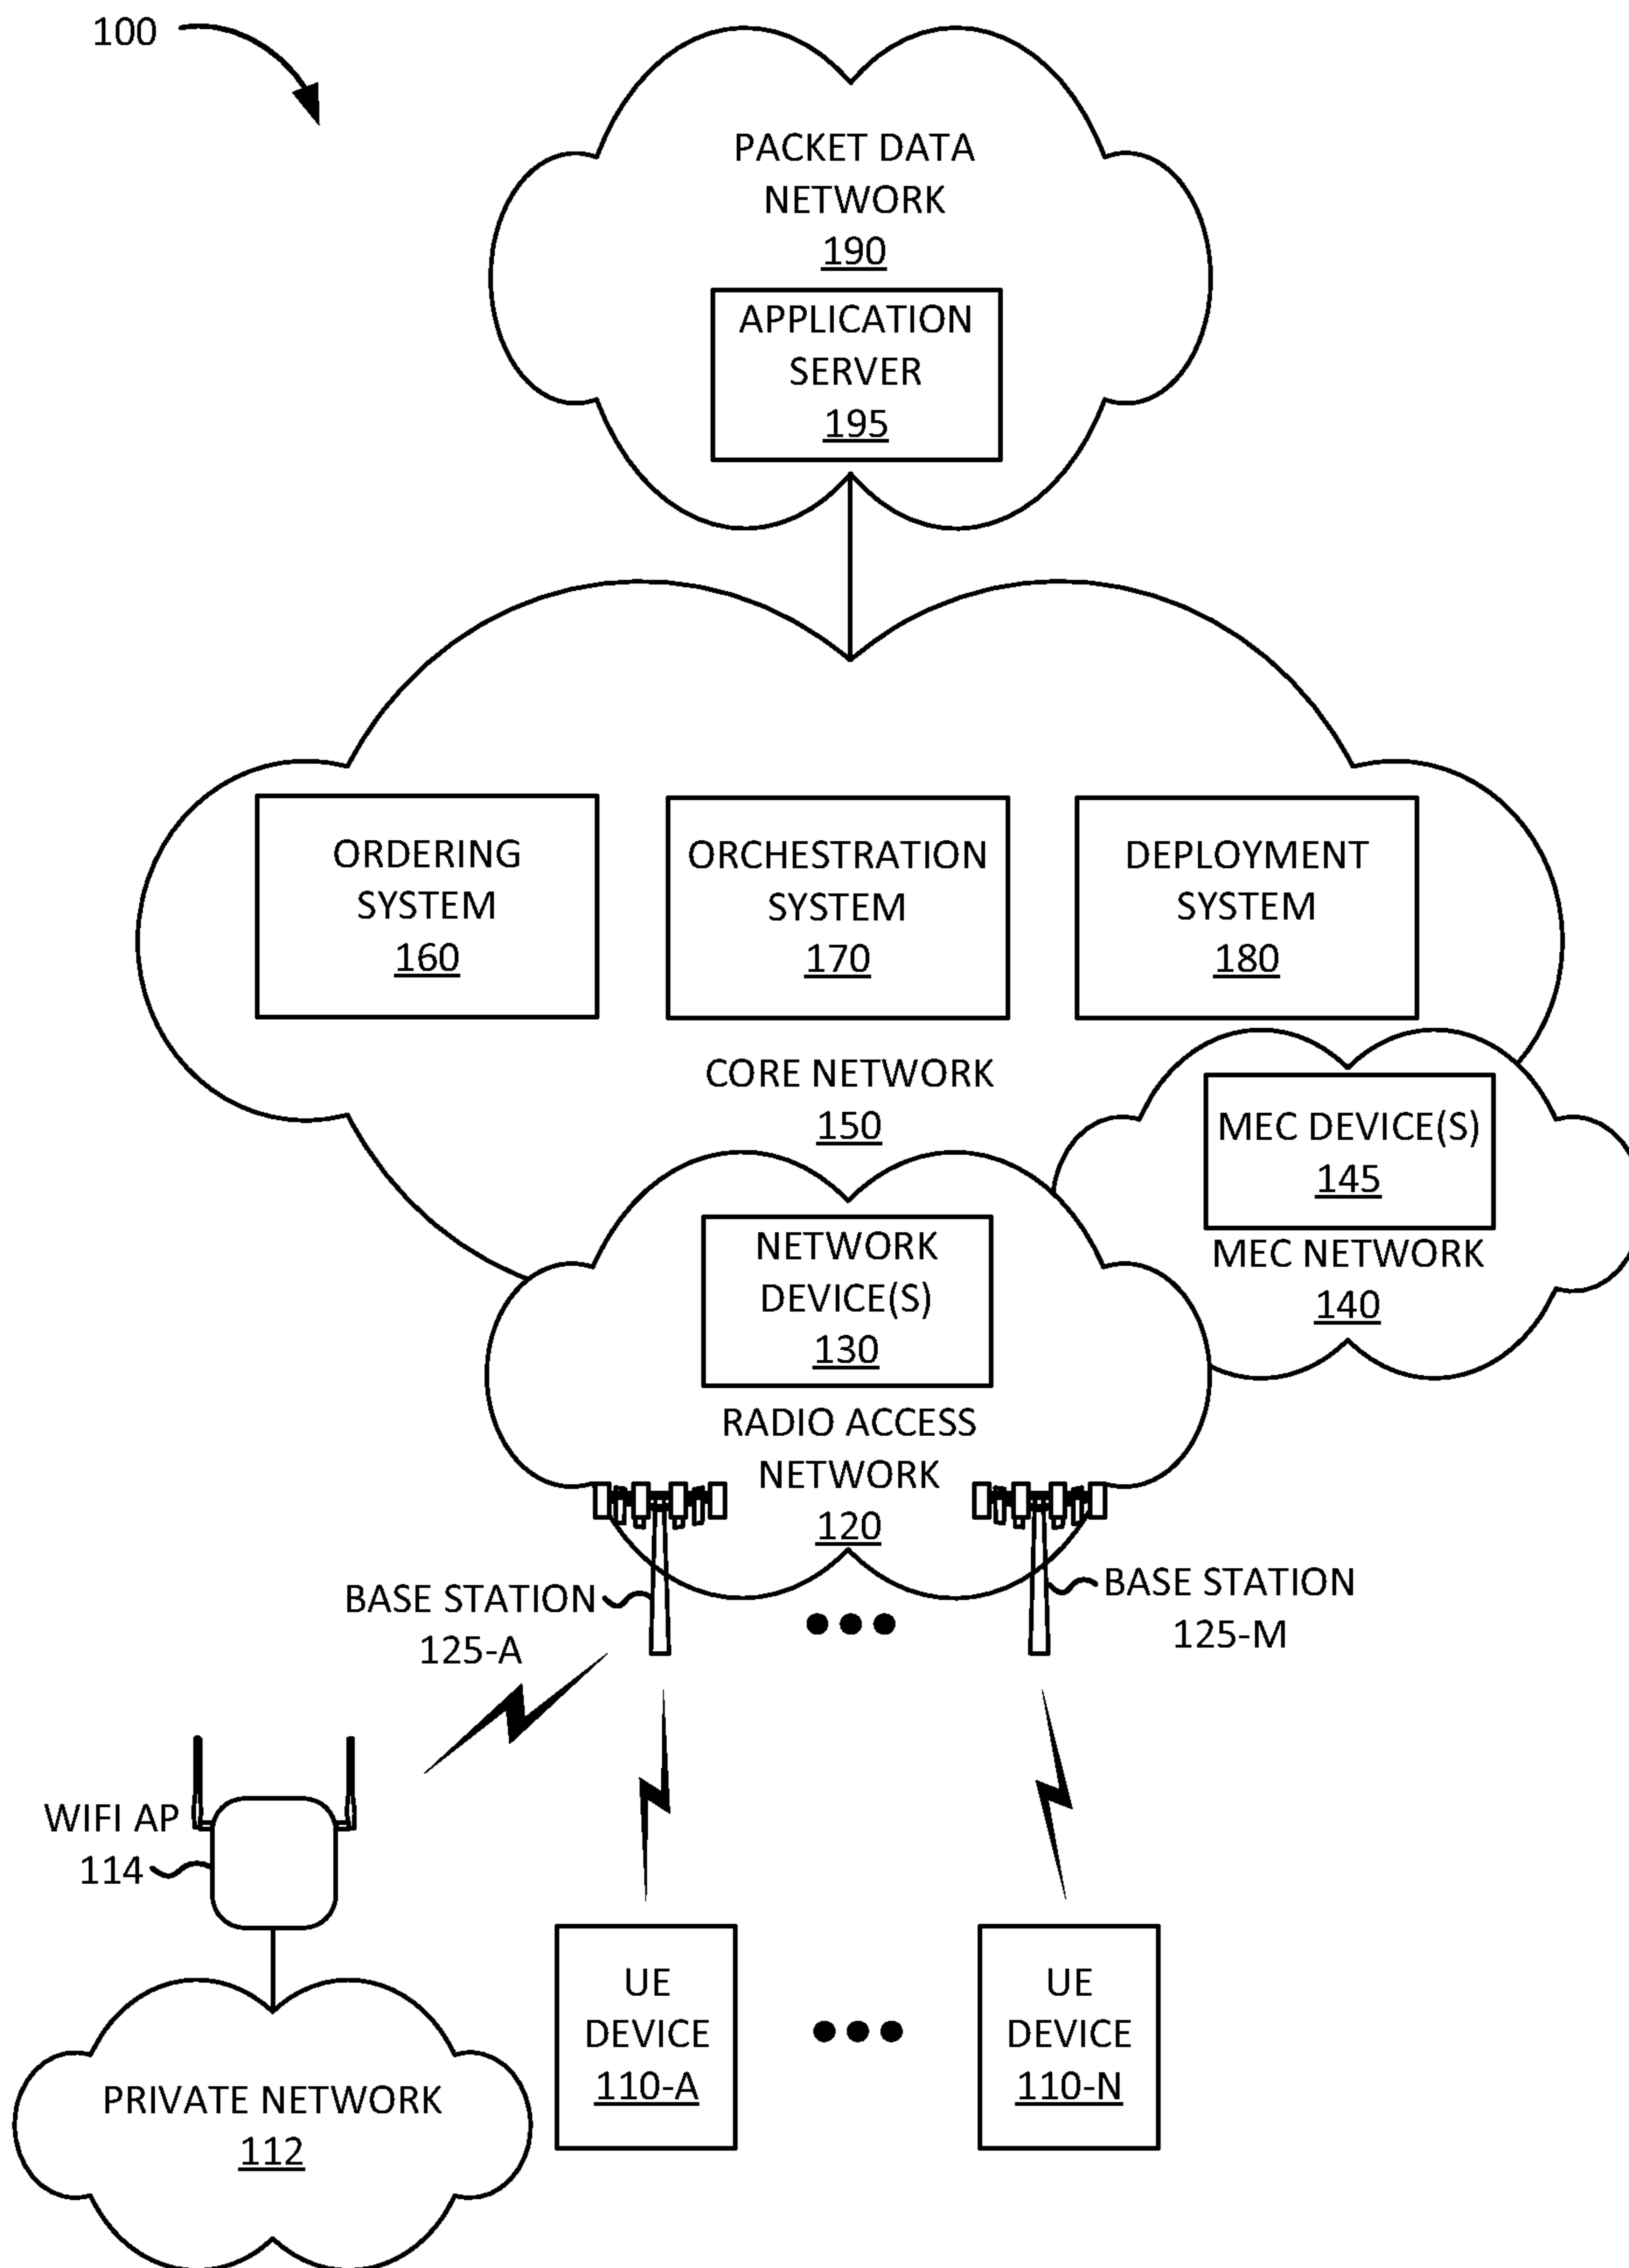 100
PACKET DATA
NETWORK
190
APPLICATION
SERVER
195
ORDERING
SYSTEM
160
ORCHESTRATION
SYSTEM
170
DEPLOYMENT
SYSTEM
180
CORE NETWORK
150
MEC DEVICE(S)
145
MEC NETWORK
140
NETWORK
DEVICE(S)
130
RADIO ACCESS
NETWORK
120
BASE STATION
125-A
BASE STATION
125-M
WIFI AP
114
PRIVATE NETWORK
112
UE
DEVICE
110-A
UE
DEVICE
110-N